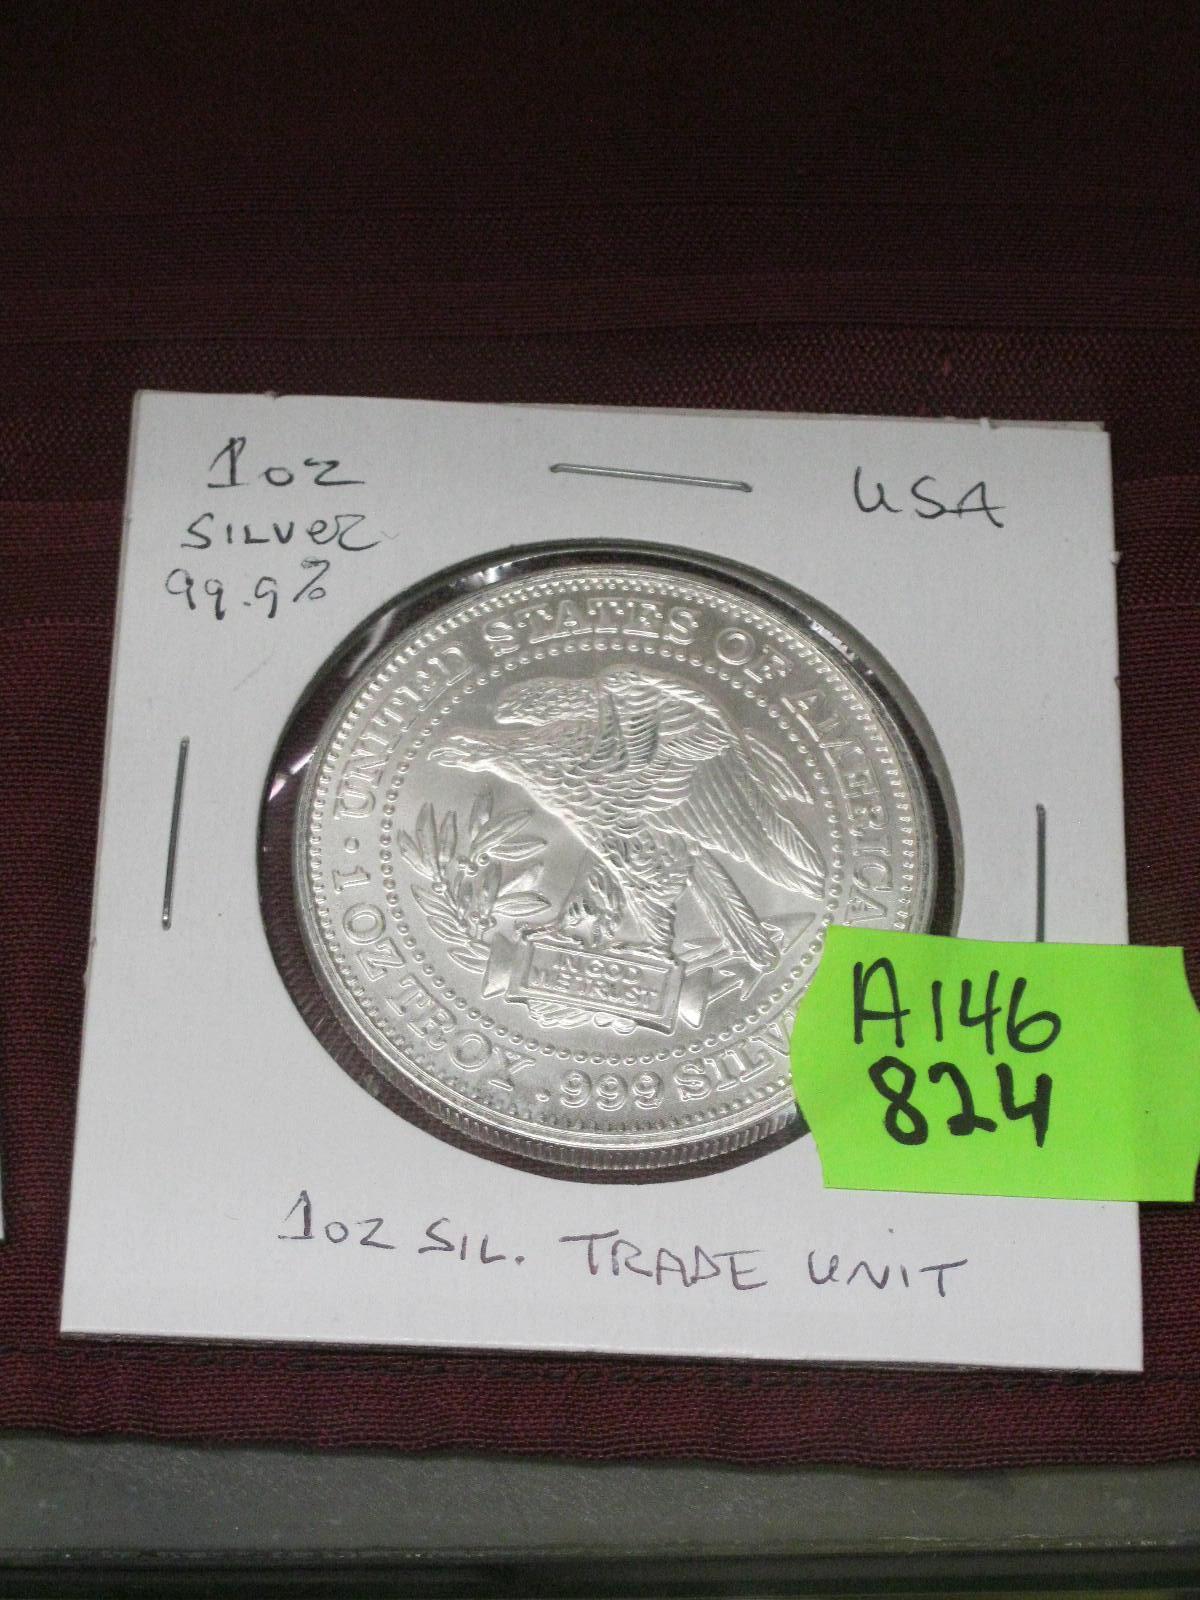 1oz
SILVER
99.9%
USA
UNITED STATES OF AMERICA
· 1 OZ TROY .999 SILV
IN GOD
WE TRUST
A146
824
1oz SIL. TRADE UNIT